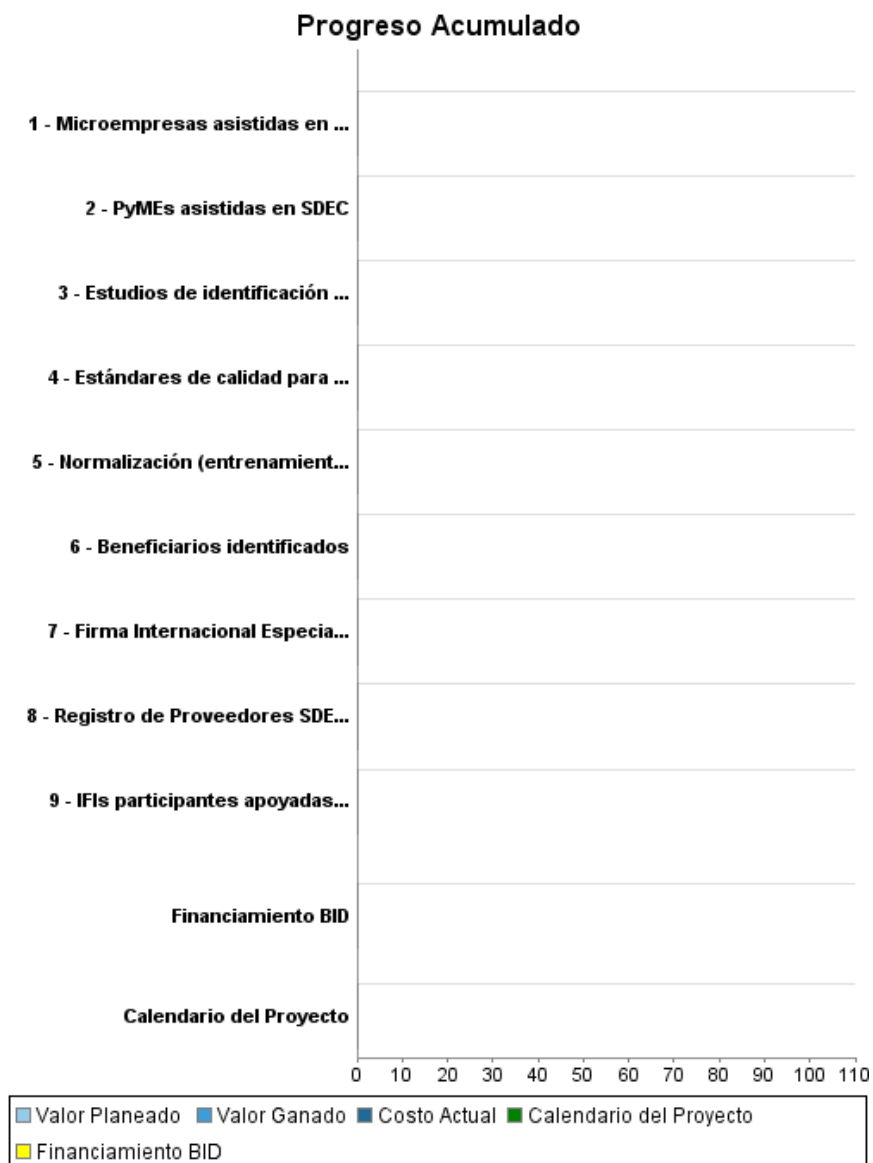 Progreso Acumulado
1 - Microempresas asistidas en ...
2 - PyMEs asistidas en SDEC
3 - Estudios de identificación ...
4 - Estándares de calidad para ...
5 - Normalización (entrenamient...
6 - Beneficiarios identificados
7 - Firma Internacional Especia...
8 - Registro de Proveedores SDE...
9 - IFIs participantes apoyadas...
Financiamiento BID
Calendario del Proyecto
0 10 20 30 40 50 60 70 80 90 100 110
Valor Planeado Valor Ganado Costo Actual Calendario del Proyecto
Financiamiento BID